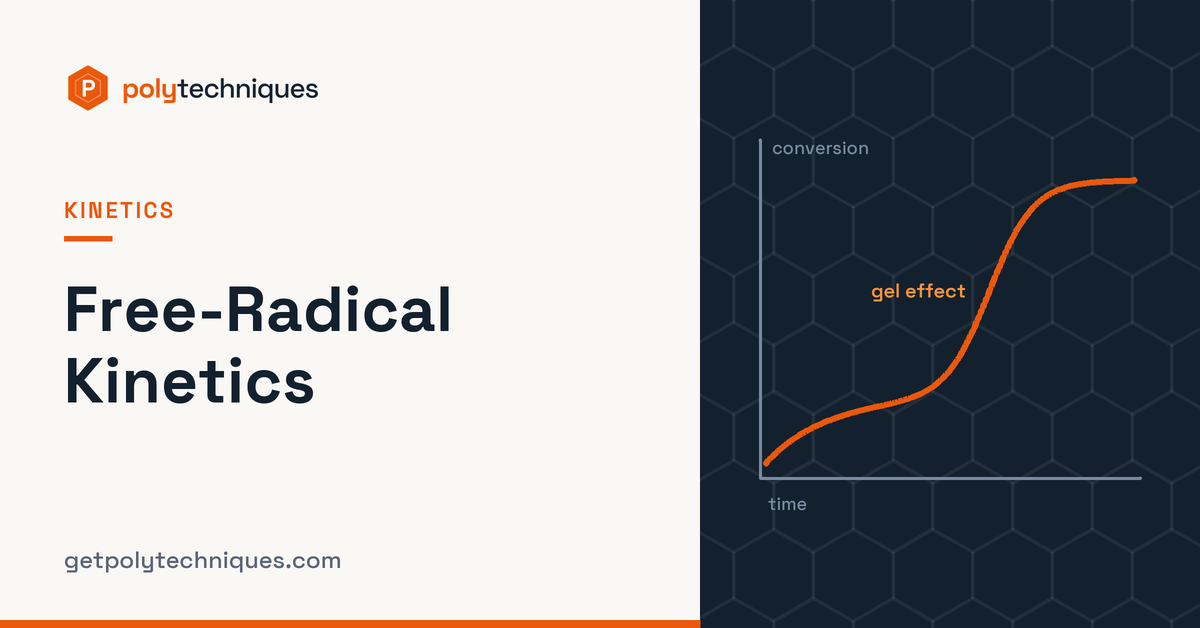 P polytechniques
KINETICS
Free-Radical
Kinetics
getpolytechniques.com
conversion
gel effect
time